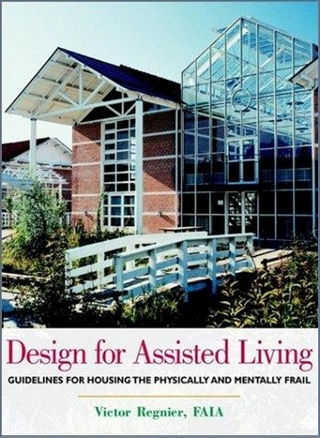 Design for Assisted Living
GUIDELINES FOR HOUSING THE PHYSICALLY AND MENTALLY FRAIL
Victor Regnier, FAIA